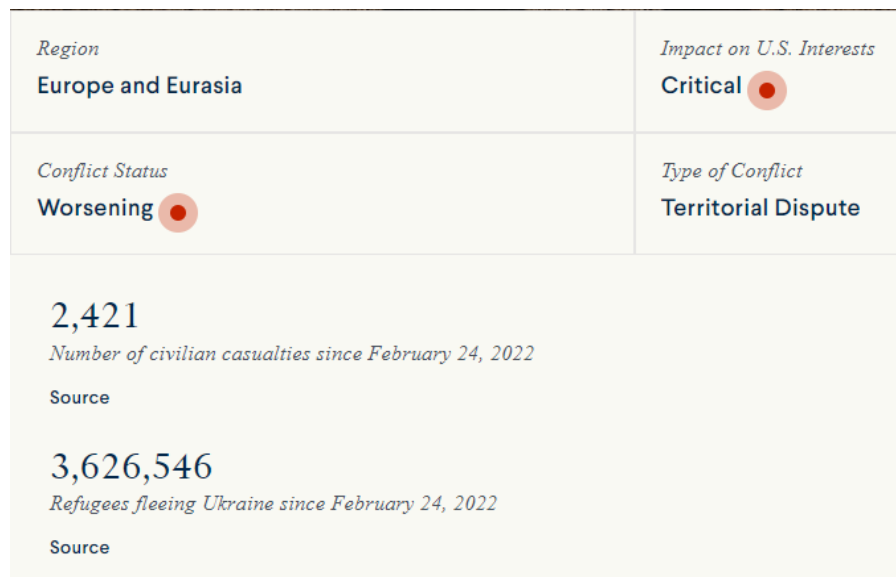 Region
Europe and Eurasia
Impact on U.S. Interests
Critical
Conflict Status
Worsening
Type of Conflict
Territorial Dispute
2,421
Number of civilian casualties since February 24, 2022
Source
3,626,546
Refugees fleeing Ukraine since February 24, 2022
Source